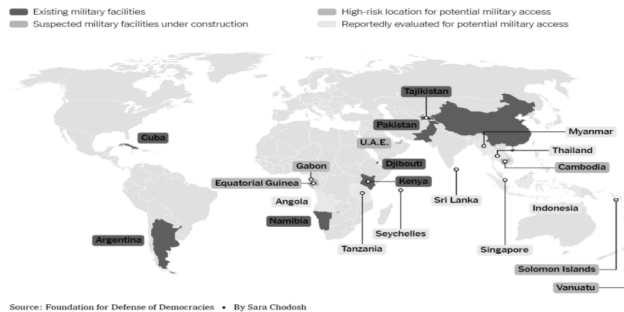 Existing military facilities
Suspected military facilities under construction
High-risk location for potential military access
Reportedly evaluated for potential military access
Tajikistan
Pakistan
Myanmar
Cuba
U.A.E.
Thailand
Gabon
Djibouti
Cambodia
Equatorial Guinea
Kenya
Angola
Sri Lanka
Indonesia
Namibia
Seychelles
Argentina
Tanzania
Singapore
Solomon Islands
Vanuatu
Source: Foundation for Defense of Democracies • By Sara Chodosh